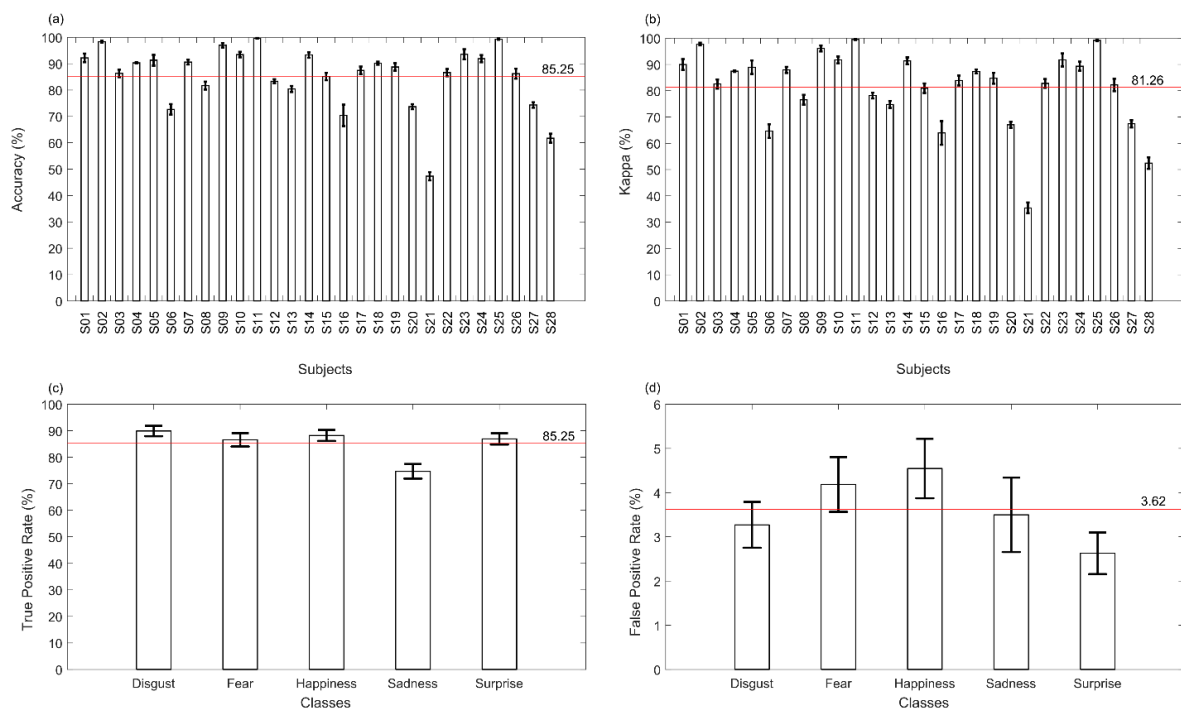 (a)
100
90
80
70
60
50
40
30
20
10
0
Accuracy (%)
85.25
S01 S02 S03 S04 S05 S06 S07 S08 S09 S10 S11 S12 S13 S14 S15 S16 S17 S18 S19 S20 S21 S22 S23 S24 S25 S26 S27 S28
Subjects
(b)
100
90
80
70
60
50
40
30
20
10
0
Kappa (%)
81.26
S01 S02 S03 S04 S05 S06 S07 S08 S09 S10 S11 S12 S13 S14 S15 S16 S17 S18 S19 S20 S21 S22 S23 S24 S25 S26 S27 S28
Subjects
(c)
100
90
80
70
60
50
40
30
20
10
0
True Positive Rate (%)
85.25
Disgust Fear Happiness Sadness Surprise
Classes
(d)
6
5
4
3
2
1
0
False Positive Rate (%)
3.62
Disgust Fear Happiness Sadness Surprise
Classes